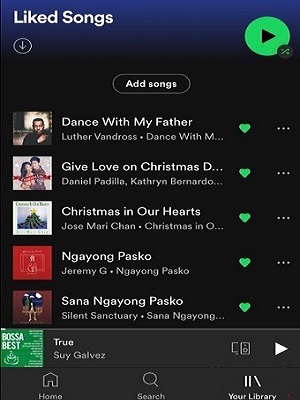 Liked Songs
Add songs
Dance With My Father
Luther Vandross • Dance With M...
Give Love on Christmas D...
Daniel Padilla, Kathryn Bernardo...
Christmas in Our Hearts
Jose Mari Chan • Christmas in O...
Ngayong Pasko
Jeremy G • Ngayong Pasko
Sana Ngayong Pasko
Silent Sanctuary • Sana Ngayong...
BOSSA
BEST
True
Suy Galvez
Home
Search
Your Library